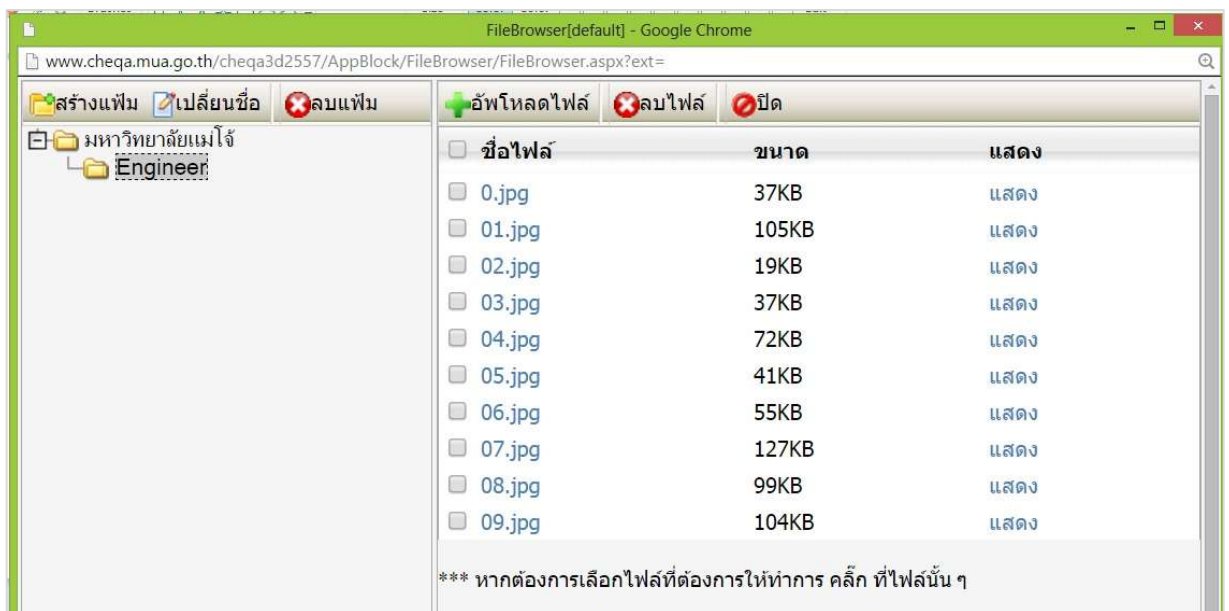 FileBrowser[default] - Google Chrome
www.cheqa.mua.go.th/cheqa3d2557/AppBlock/FileBrowser/FileBrowser.aspx?ext=
สร้างแฟ้ม เปลี่ยนชื่อ ลบแฟ้ม
อัพโหลดไฟล์ ลบไฟล์ ปิด
มหาวิทยาลัยแม่โจ้
Engineer
ชื่อไฟล์ ขนาด แสดง
0.jpg 37KB แสดง
01.jpg 105KB แสดง
02.jpg 19KB แสดง
03.jpg 37KB แสดง
04.jpg 72KB แสดง
05.jpg 41KB แสดง
06.jpg 55KB แสดง
07.jpg 127KB แสดง
08.jpg 99KB แสดง
09.jpg 104KB แสดง
*** หากต้องการเลือกไฟล์ที่ต้องการให้ทำการ คลิ๊ก ที่ไฟล์นั้น ๆ